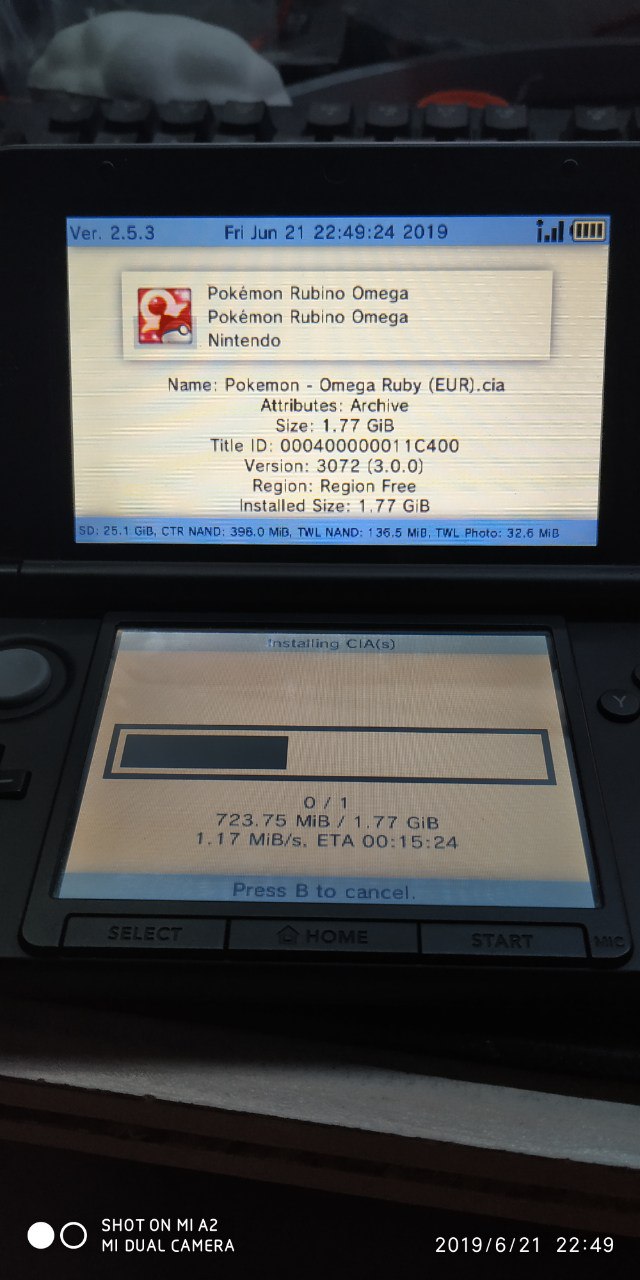 Ver. 2.5.3 Fri Jun 21 22:49:24 2019
Pokémon Rubino Omega
Pokémon Rubino Omega
Nintendo
Name: Pokemon - Omega Ruby (EUR).cia
Attributes: Archive
Size: 1.77 GiB
Title ID: 000400000011C400
Version: 3072 (3.0.0)
Region: Region Free
Installed Size: 1.77 GiB
SD: 25.1 GiB, CTR NAND: 396.0 MiB, TWL NAND: 136.5 MiB, TWL Photo: 32.6 MiB
Installing CIA(s)
0 / 1
723.75 MiB / 1.77 GiB
1.17 MiB/s, ETA 00:15:24
Press B to cancel.
Y
SELECT HOME START MIC
SHOT ON MI A2
MI DUAL CAMERA
2019/6/21 22:49